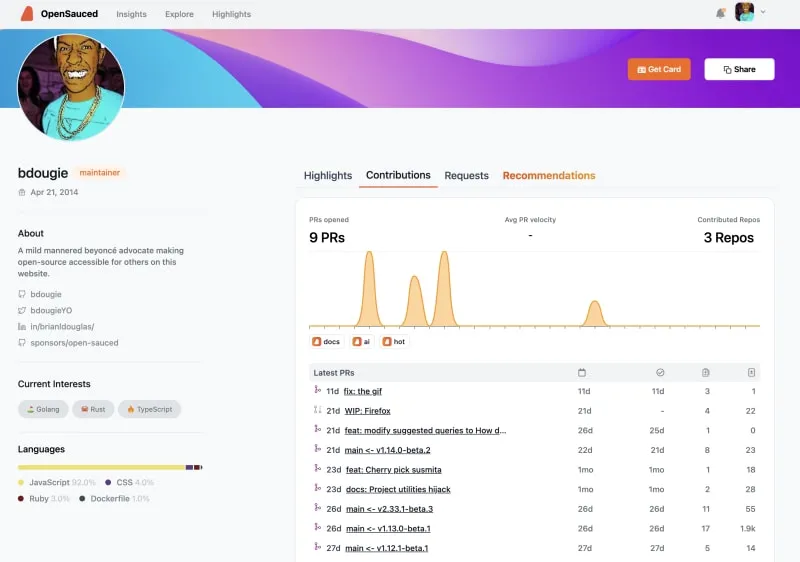 OpenSauced Insights Explore Highlights
Get Card Share
bdougie maintainer
Apr 21, 2014
About
A mild mannered beyoncé advocate making
open-source accessible for others on this
website.
bdougie
bdougieYO
in/brianldouglas/
sponsors/open-sauced
Current Interests
Golang Rust TypeScript
Languages
JavaScript 92.0% CSS 4.0%
Ruby 3.0% Dockerfile 1.0%
Highlights Contributions Requests Recommendations
PRs opened Avg PR velocity Contributed Repos
9 PRs - 3 Repos
docs ai hot
Latest PRs
11d fix: the gif 11d 11d 3 1
21d WIP: Firefox 21d - 4 22
21d feat: modify suggested queries to How d... 26d 25d 1 0
21d main <- v1.14.0-beta.2 22d 21d 8 23
23d feat: Cherry pick susmita 1mo 1mo 1 18
23d docs: Project utilities hijack 1mo 1mo 2 28
26d main <- v2.33.1-beta.3 26d 26d 11 55
26d main <- v1.13.0-beta.1 26d 26d 17 1.9k
27d main <- v1.12.1-beta.1 27d 27d 5 14